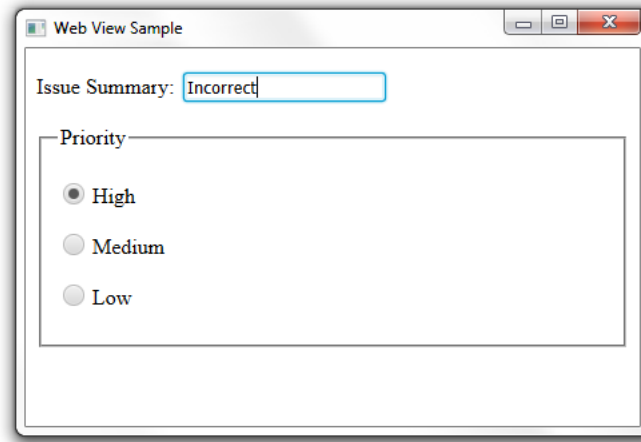 Web View Sample
Issue Summary: Incorrect
Priority
High
Medium
Low